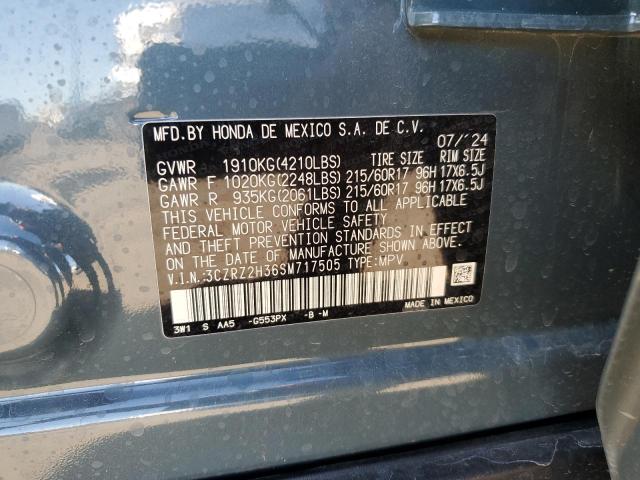 MFD.BY HONDA DE MEXICO S.A. DE C.V. 07/'24
GVWR 1910KG(4210LBS) TIRE SIZE RIM SIZE
GAWR F 1020KG(2248LBS) 215/60R17 96H 17X6.5J
GAWR R 935KG(2061LBS) 215/60R17 96H 17X6.5J
THIS VEHICLE CONFORMS TO ALL APPLICABLE
FEDERAL MOTOR VEHICLE SAFETY
AND THEFT PREVENTION STANDARDS IN EFFECT
ON THE DATE OF MANUFACTURE SHOWN ABOVE.
V.I.N.:3CZRZ2H36SM717505 TYPE:MPV
MADE IN MEXICO
3W1 S AA5 -G553PX -B -M